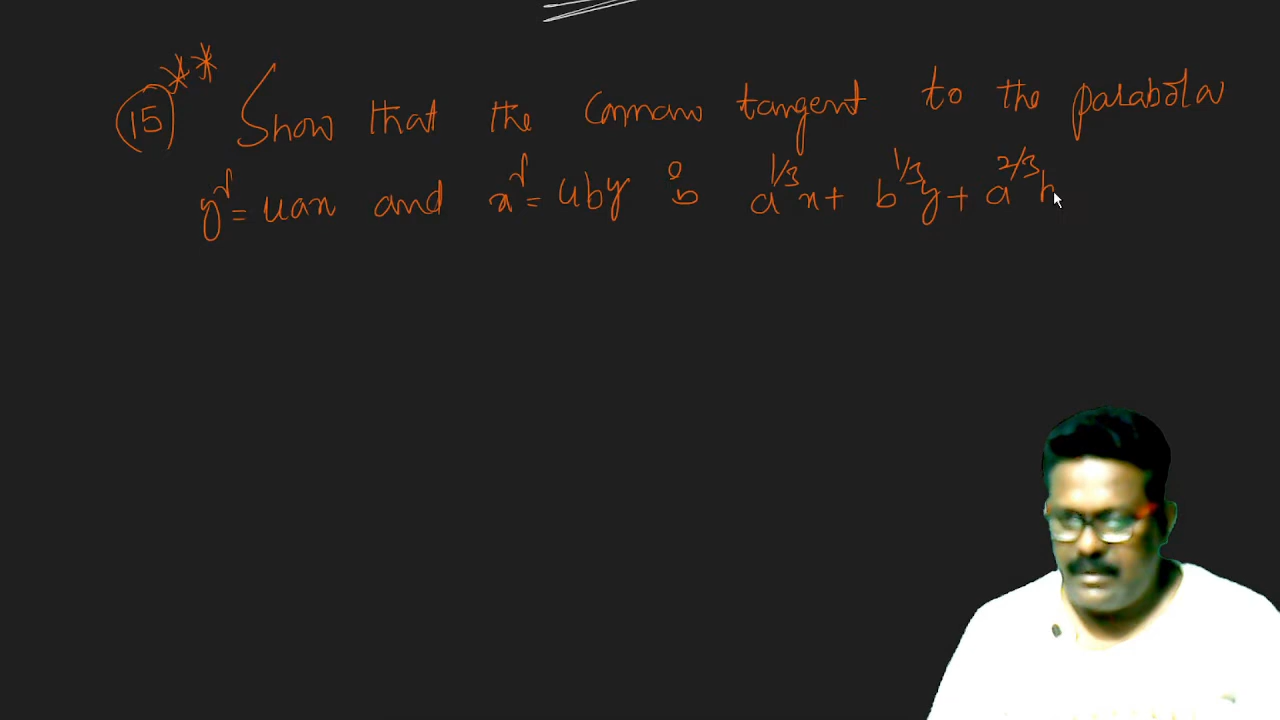 15 ** Show that the common tangent to the parabola
y² = 4ax and x² = 4by is a^{1/3}x + b^{1/3}y + a^{2/3}b